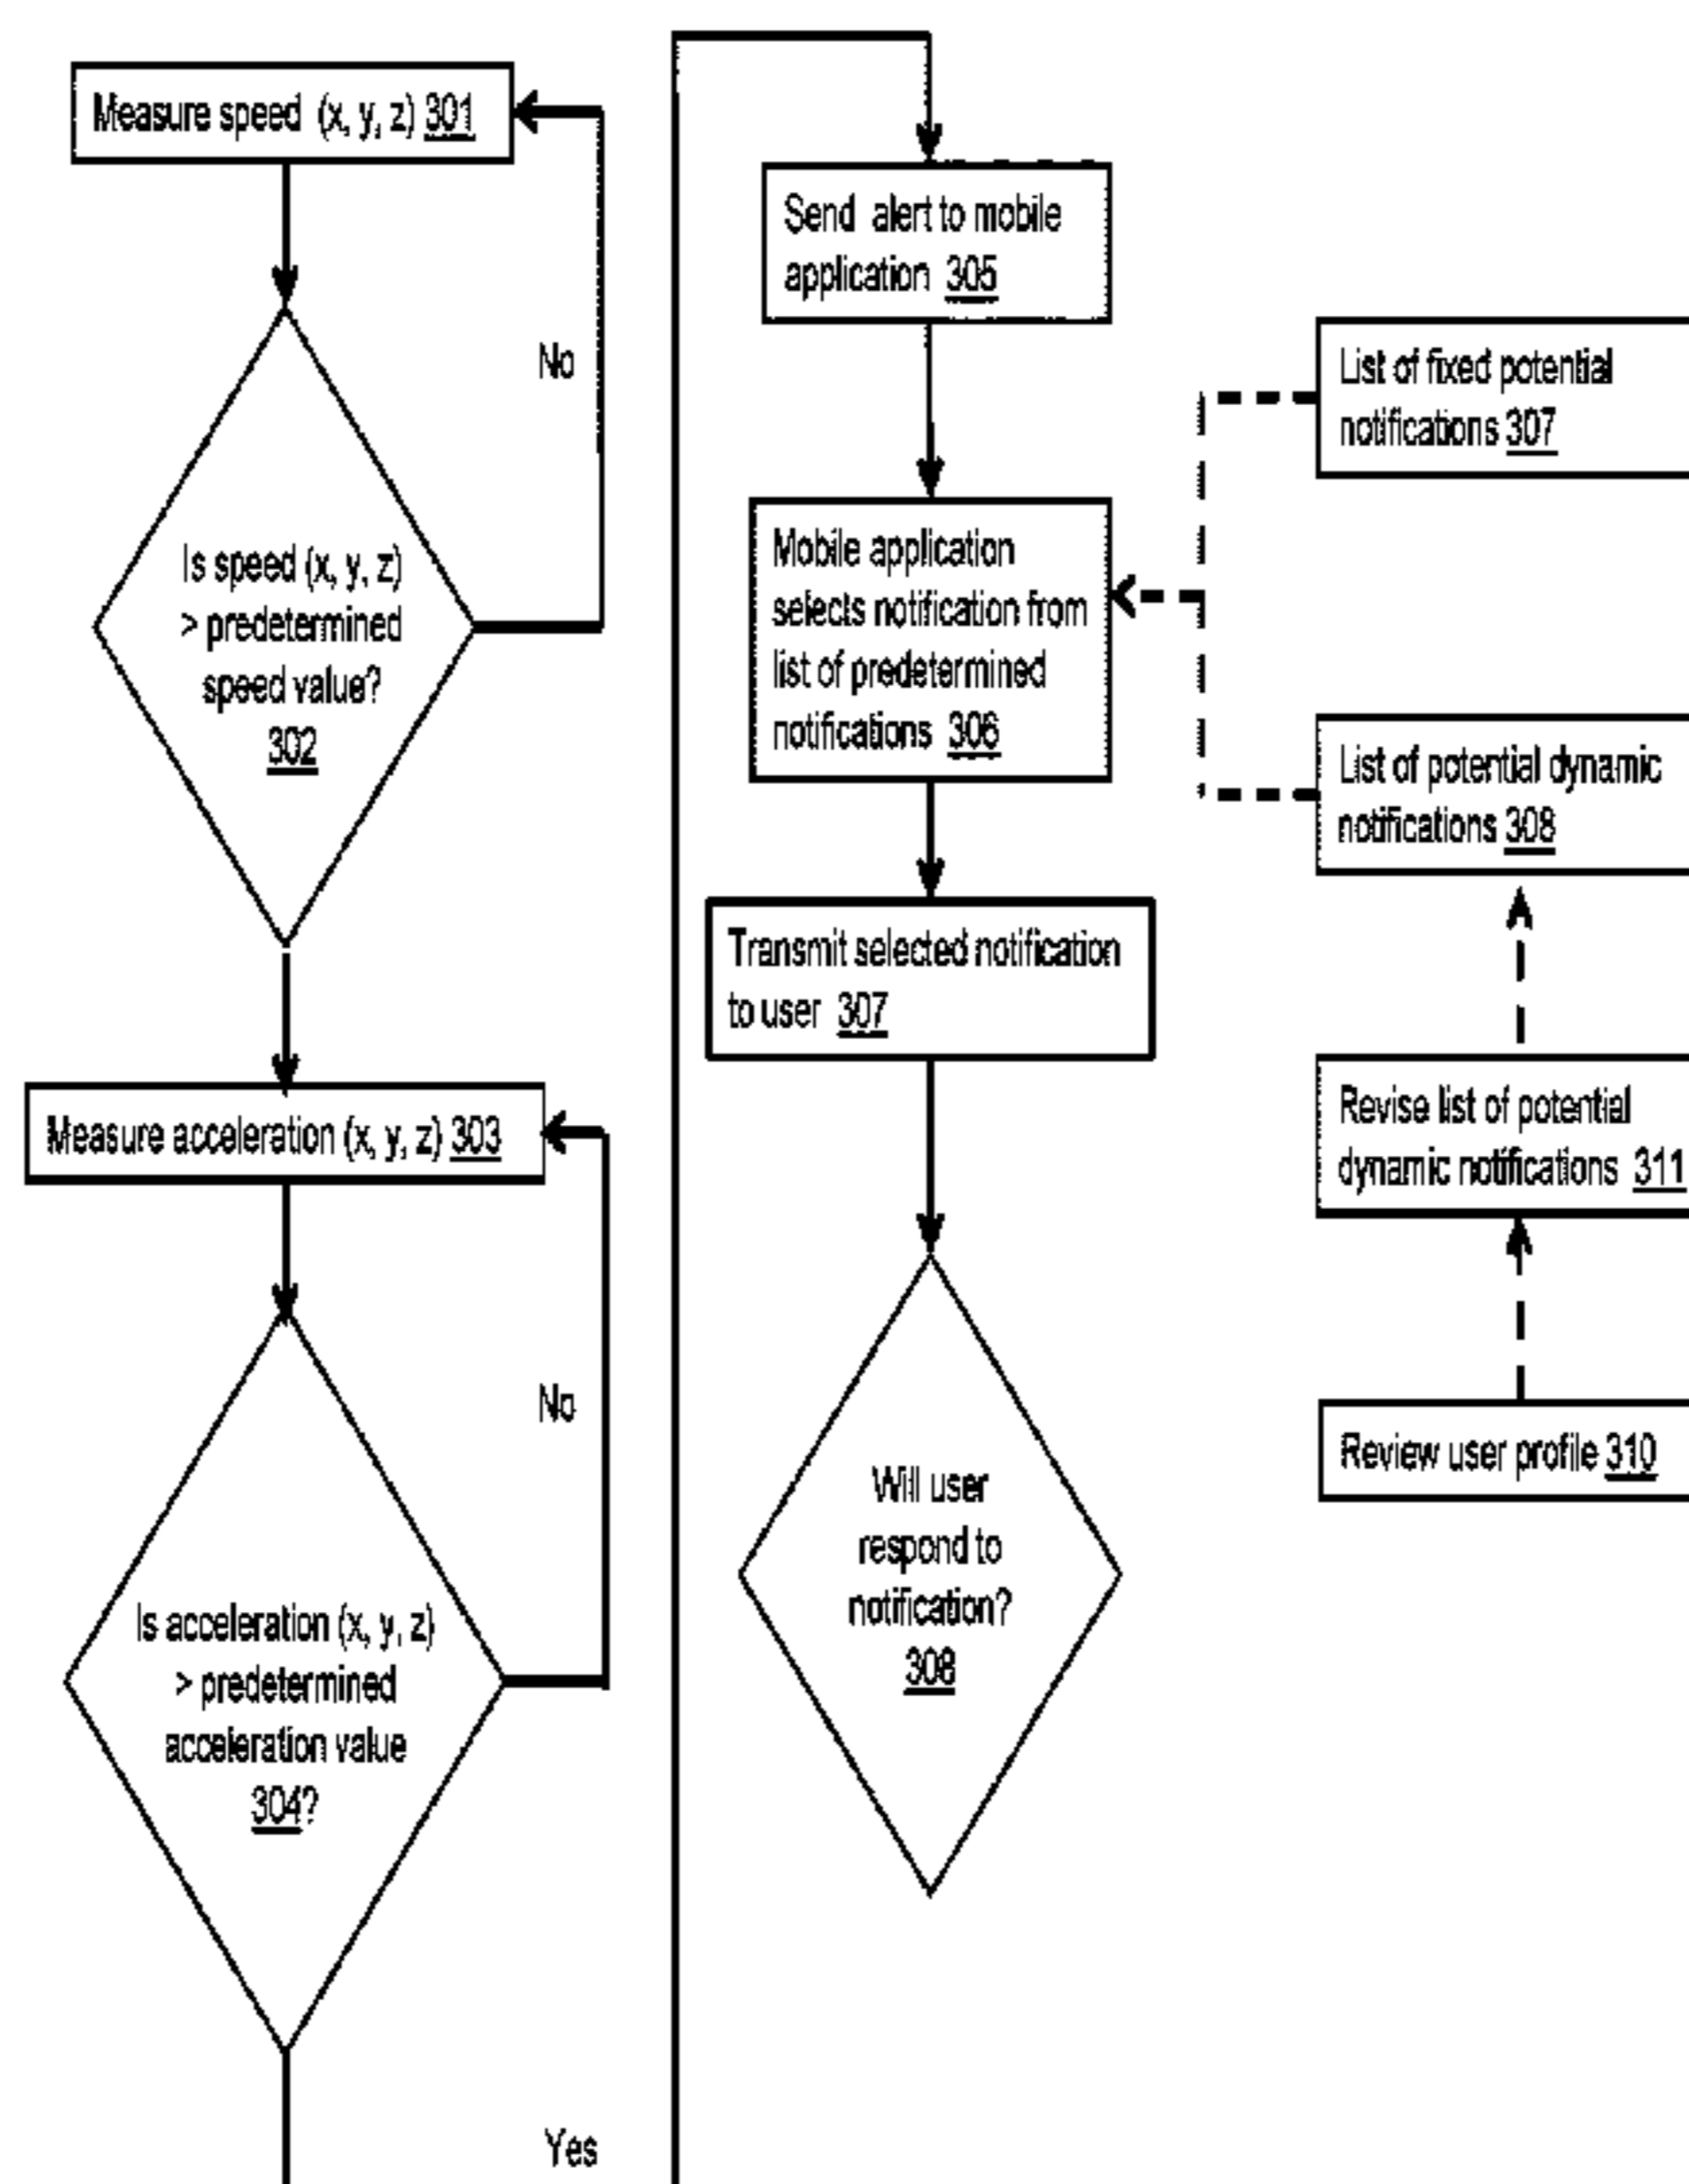 Measure speed (x, y, z) 301
No
Is speed (x, y, z)
> predetermined
speed value?
302
Measure acceleration (x, y, z) 303
No
Is acceleration (x, y, z)
> predetermined
acceleration value
304?
Yes
Send alert to mobile
application 305
Mobile application
selects notification from
list of predetermined
notifications 306
Transmit selected notification
to user 307
Will user
respond to
notification?
308
List of fixed potential
notifications 307
List of potential dynamic
notifications 308
Revise list of potential
dynamic notifications 311
Review user profile 310